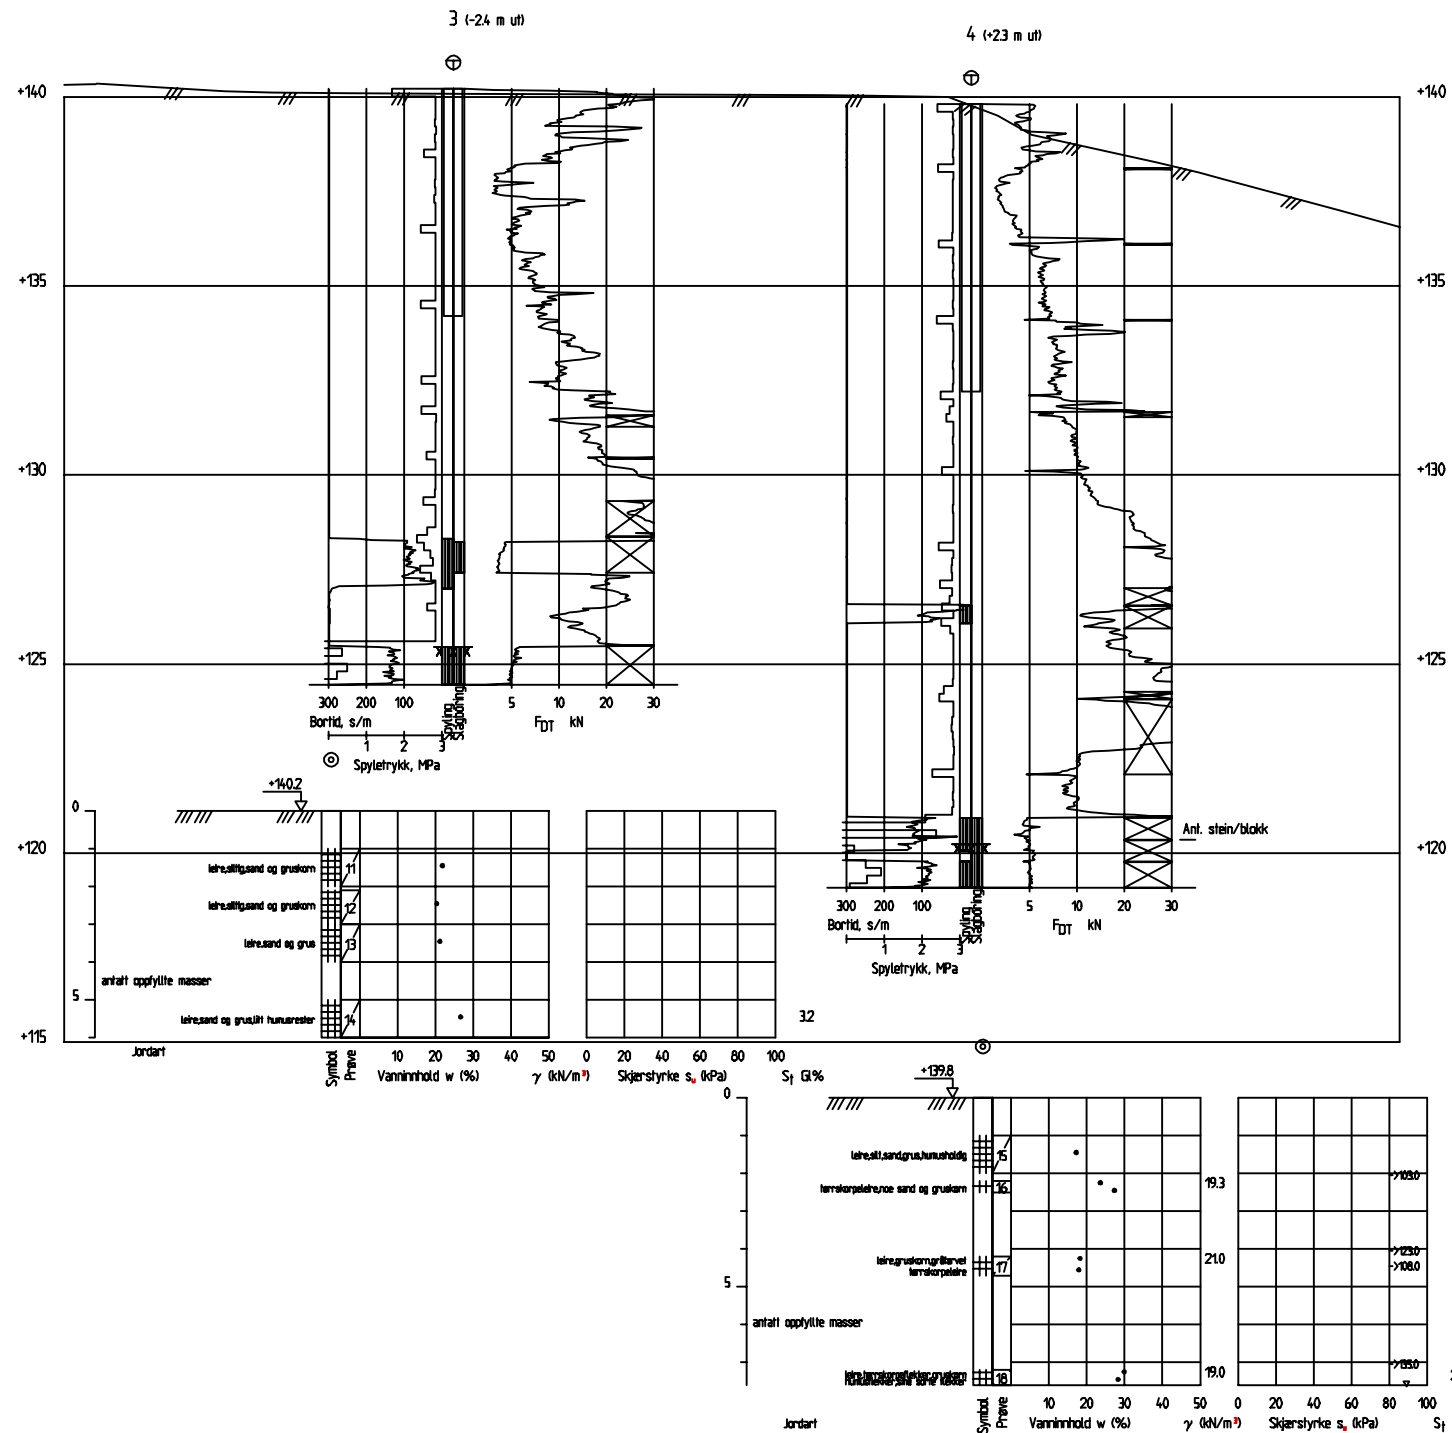 3 (-2.4 m ut)
4 (+2.3 m ut)
+140
+140
+135
+135
+130
+130
+125
+125
300 200 100
5 10 20 30
Bortid, s/m
Spyling
Slagboring
FDT kN
1 2 3
Spyletrykk, MPa
+140.2
0
+120
+120
Ant. stein/blokk
leire,siltig,sand og gruskorn
11
leire,siltig,sand og gruskorn
12
leire,sand og grus
13
antatt oppfyllte masser
5
leire,sand og grus,litt humusrester
14
3.2
+115
Jordart
Symbol
Prøve
10 20 30 40 50
Vanninnhold w (%)
γ (kN/m³)
0 20 40 60 80 100
Skjærstyrke su (kPa)
St Gl%
300 200 100
5 10 20 30
Bortid, s/m
Spyling
Slagboring
FDT kN
1 2 3
Spyletrykk, MPa
+139.8
0
leire,silt,sand,grus,humusholdig
15
->103.0
tørrskorpeleire,noe sand og gruskorn
16
19.3
->123.0
leire,gruskorn,gråfarvet
tørrskorpeleire
17
21.0
->108.0
5
antatt oppfyllte masser
->135.0
leire,tørrskorpeflekker,gruskorn
18
19.0
Jordart
Symbol
Prøve
10 20 30 40 50
Vanninnhold w (%)
γ (kN/m³)
0 20 40 60 80 100
Skjærstyrke su (kPa)
St